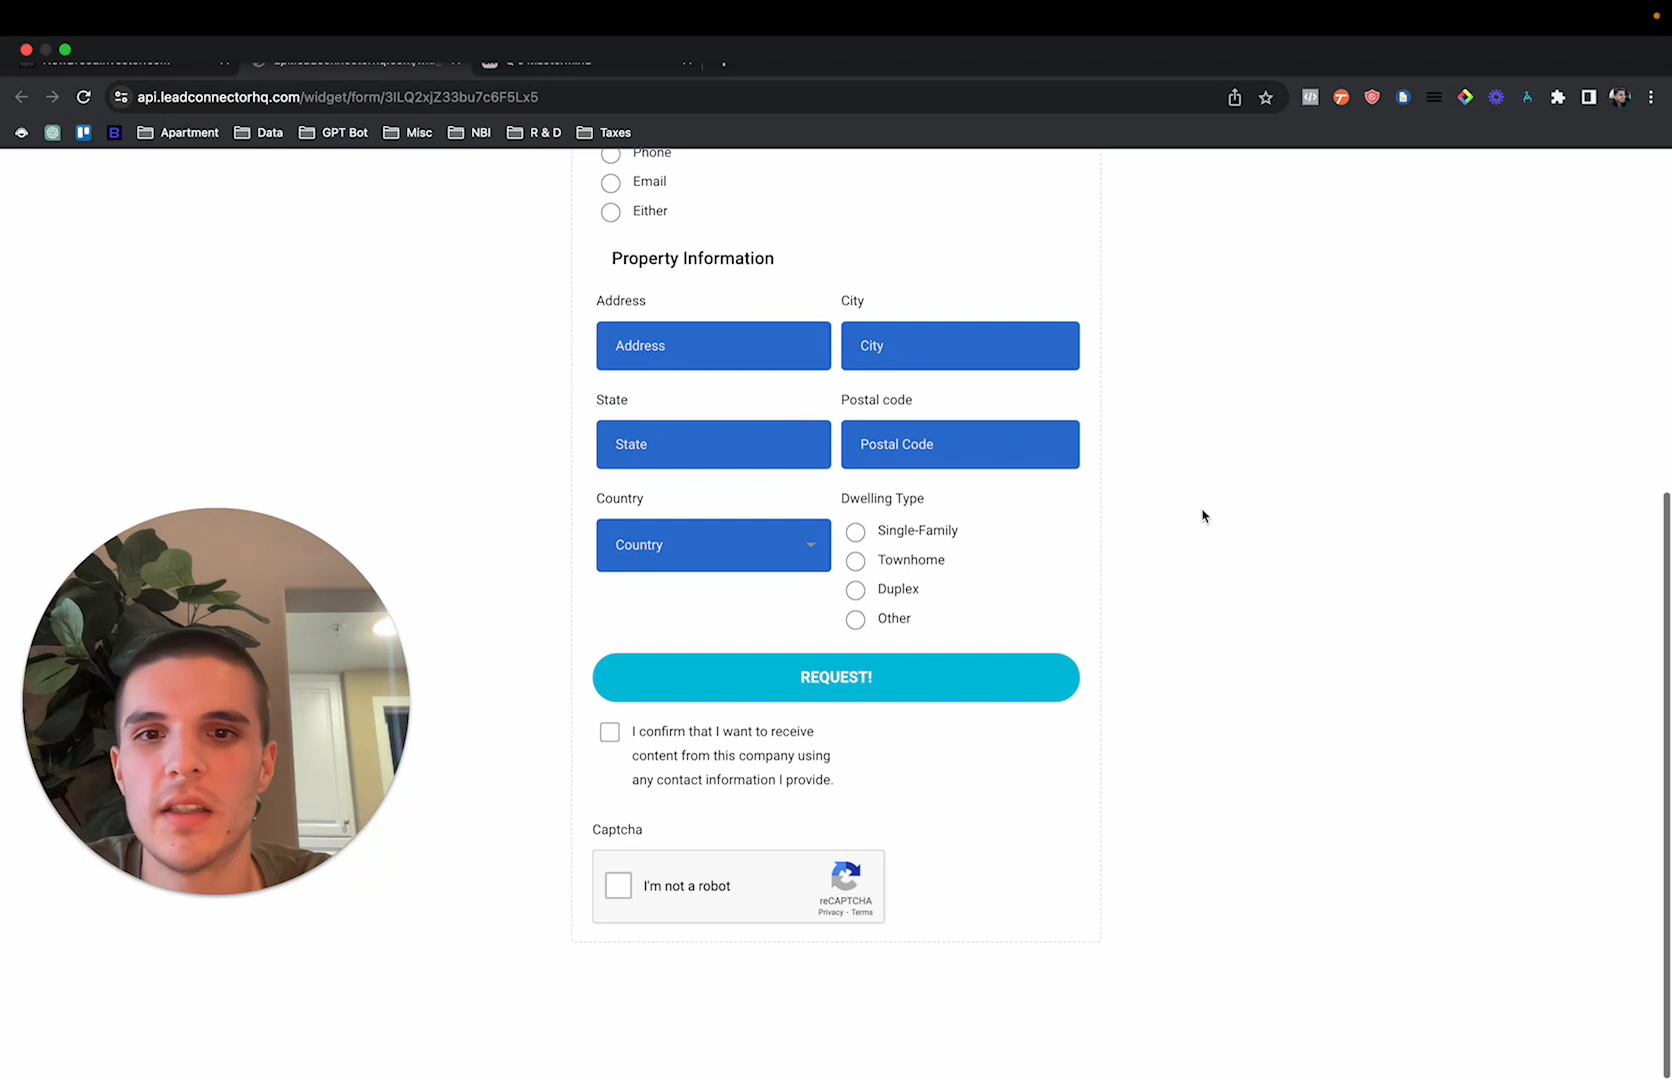 api.leadconnectorhq.com/widget/form/3ILQ2xjZ33bu7c6F5Lx5
Apartment
Data
GPT Bot
Misc
NBI
R & D
Taxes
Phone
Email
Either
Property Information
Address
City
Address
City
State
Postal code
State
Postal Code
Country
Dwelling Type
Country
Single-Family
Townhome
Duplex
Other
REQUEST!
I confirm that I want to receive
content from this company using
any contact information I provide.
Captcha
I'm not a robot
reCAPTCHA
Privacy - Terms